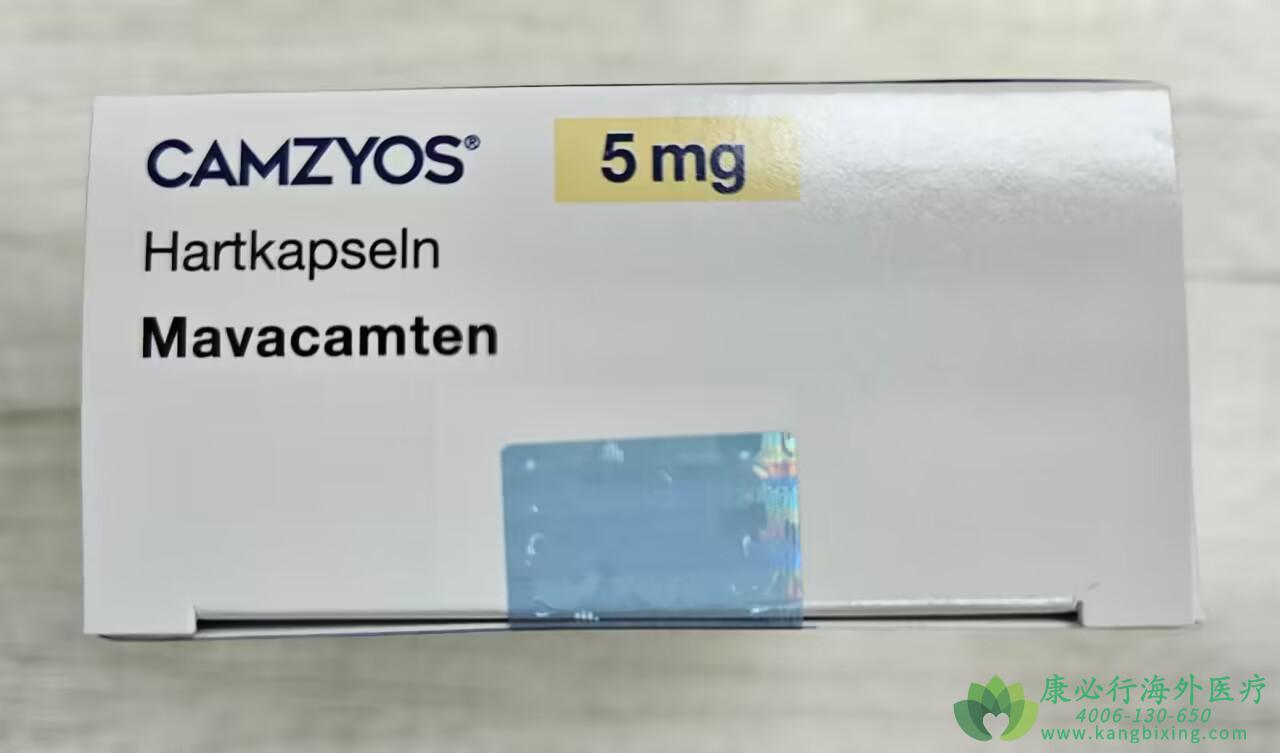 CAMZYOS® 5 mg
Hartkapseln
Mavacamten
康必行海外医疗
4006-130-650
www.kangbixing.com